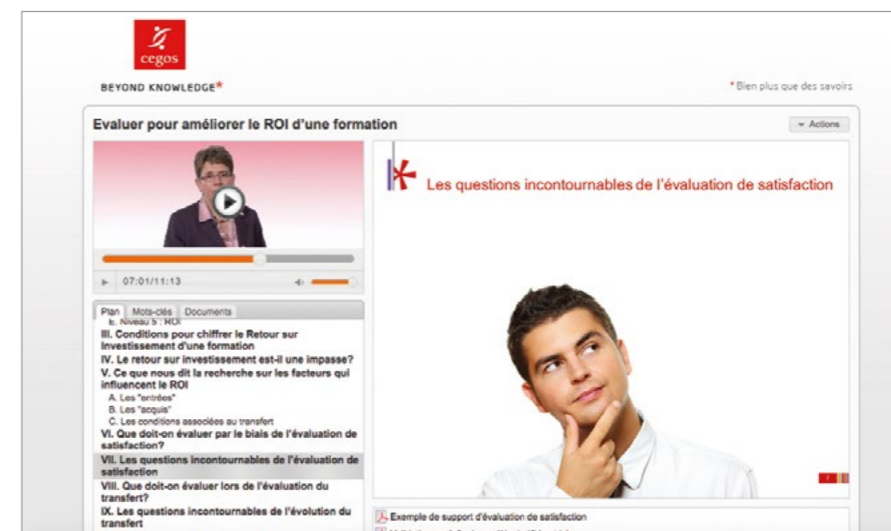 cegos
BEYOND KNOWLEDGE*
* Bien plus que des savoirs
Evaluer pour améliorer le ROI d'une formation
Actions
Les questions incontournables de l'évaluation de satisfaction
07:01/11:13
Plan Mots-clés Documents
E. Niveau 5 : ROI
III. Conditions pour chiffrer le Retour sur
Investissement d'une formation
IV. Le retour sur investissement est-il une impasse?
V. Ce que nous dit la recherche sur les facteurs qui
influencent le ROI
A. Les "entrées"
B. Les "acquis"
C. Les conditions associées au transfert
VI. Que doit-on évaluer par le biais de l'évaluation de
satisfaction?
VII. Les questions incontournables de l'évaluation de
satisfaction
VIII. Que doit-on évaluer lors de l'évaluation du
transfert?
IX. Les questions incontournables de l'évolution du
transfert
Exemple de support d'évaluation de satisfaction